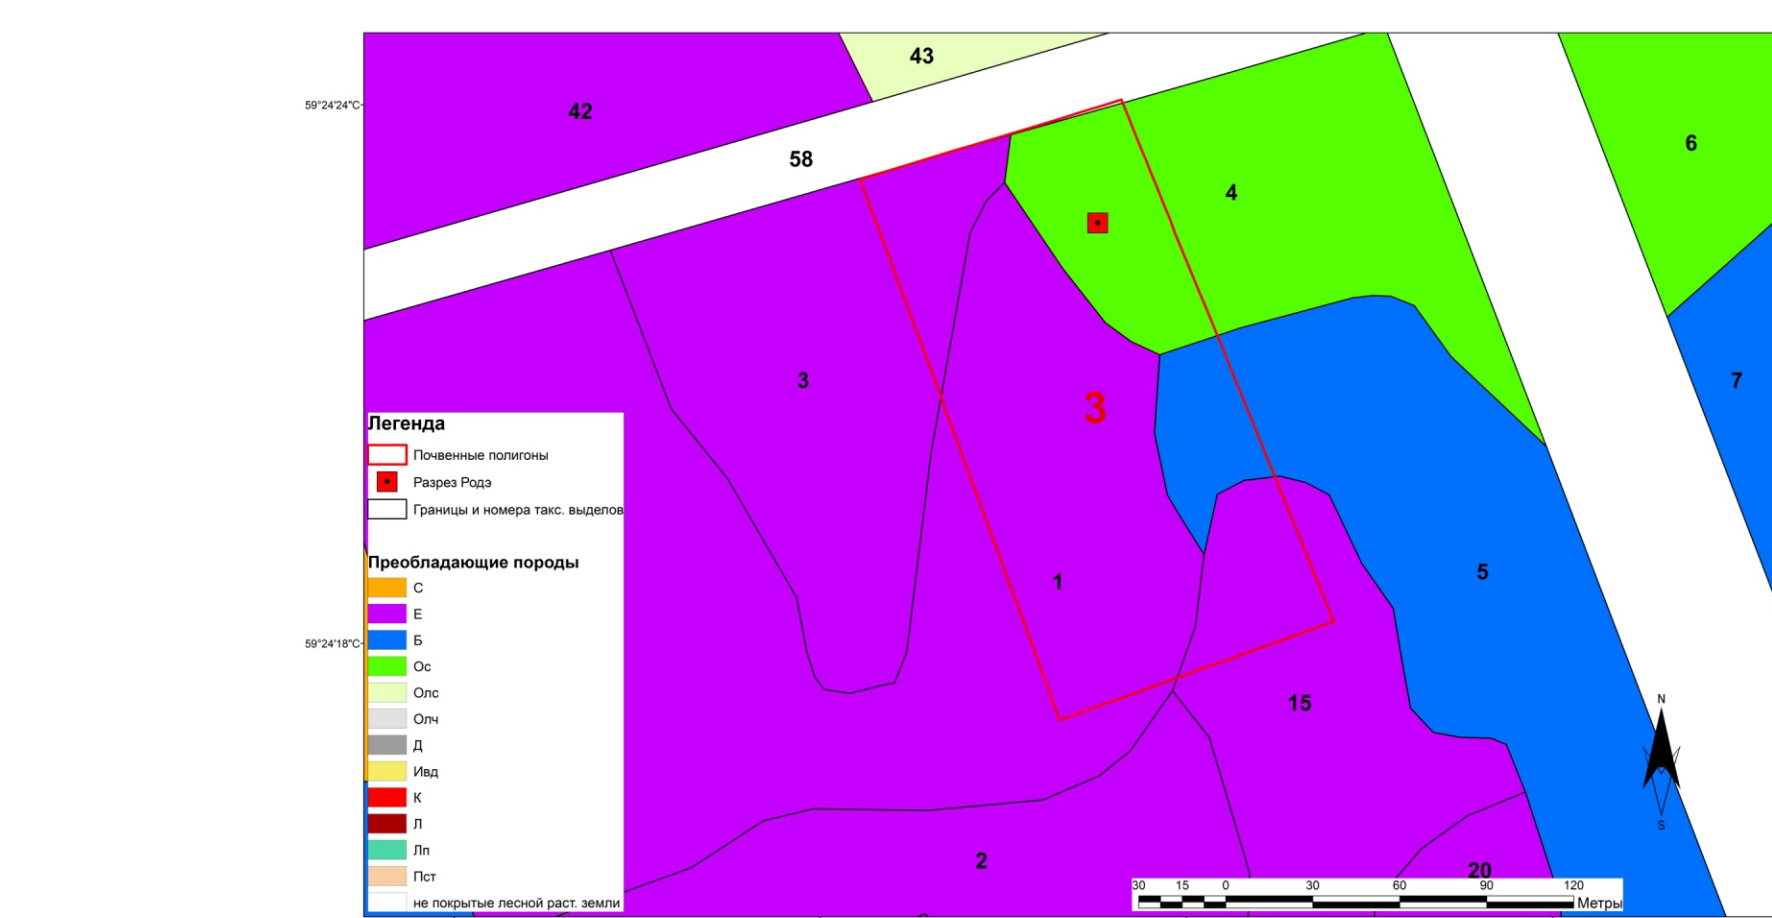 43
59°24'24"С
42
6
58
4
3
7
3
Легенда
Почвенные полигоны
Разрез Родэ
Границы и номера такс. выделов
Преобладающие породы
5
1
С
Е
Б
59°24'18"С
Ос
Олс
15
N
Олч
Д
Ивд
К
Л
S
Лп
2
20
Пст
30 15 0 30 60 90 120
не покрытые лесной раст. земли
Метры